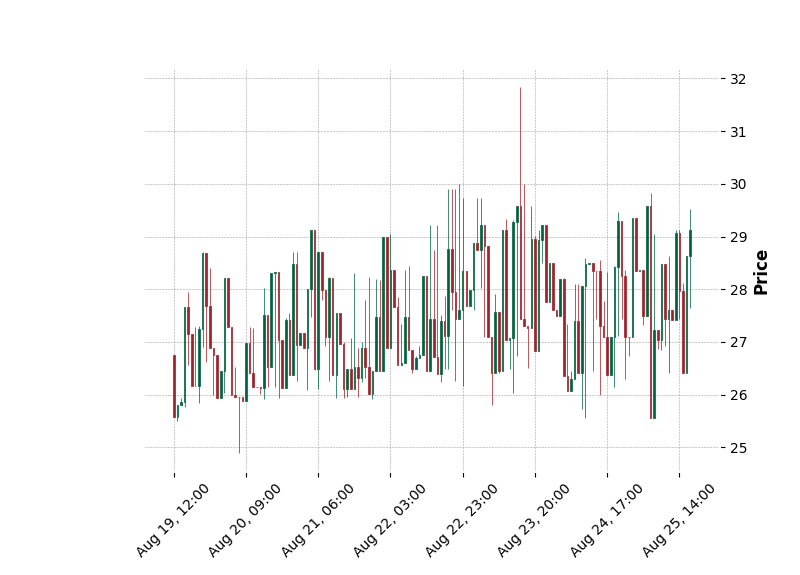 32
31
30
29
28
27
26
25
Price
Aug 19, 12:00
Aug 20, 09:00
Aug 21, 06:00
Aug 22, 03:00
Aug 22, 23:00
Aug 23, 20:00
Aug 24, 17:00
Aug 25, 14:00